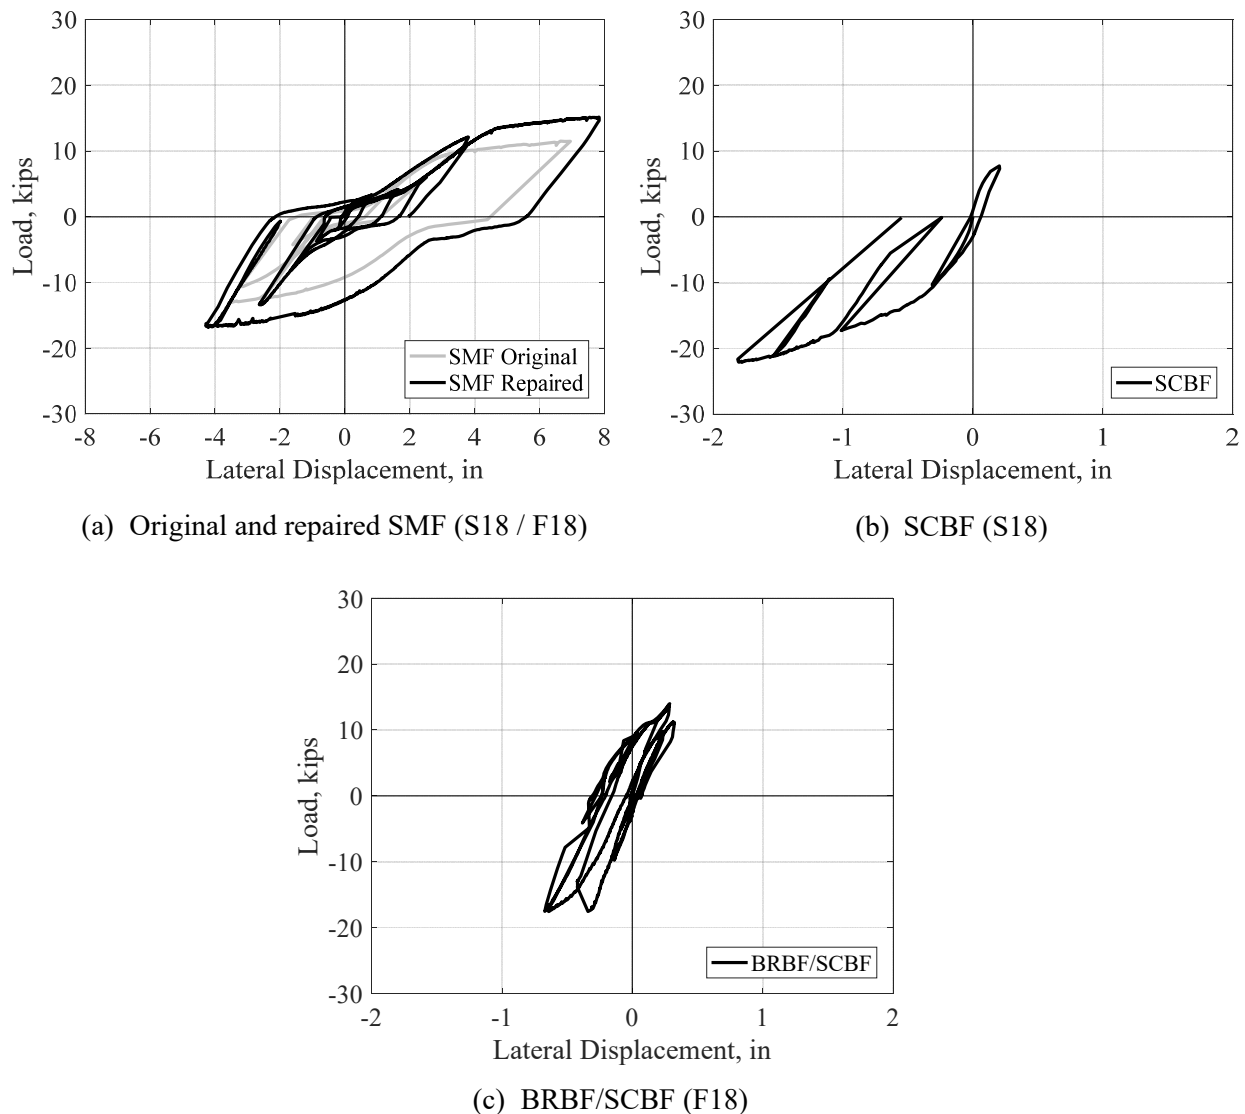 30
20
10
0
-10
-20
-30
Load, kips
-8 -6 -4 -2 0 2 4 6 8
Lateral Displacement, in
SMF Original
SMF Repaired
(a) Original and repaired SMF (S18 / F18)
30
20
10
0
-10
-20
-30
Load, kips
-2 -1 0 1 2
Lateral Displacement, in
SCBF
(b) SCBF (S18)
30
20
10
0
-10
-20
-30
Load, kips
-2 -1 0 1 2
Lateral Displacement, in
BRBF/SCBF
(c) BRBF/SCBF (F18)